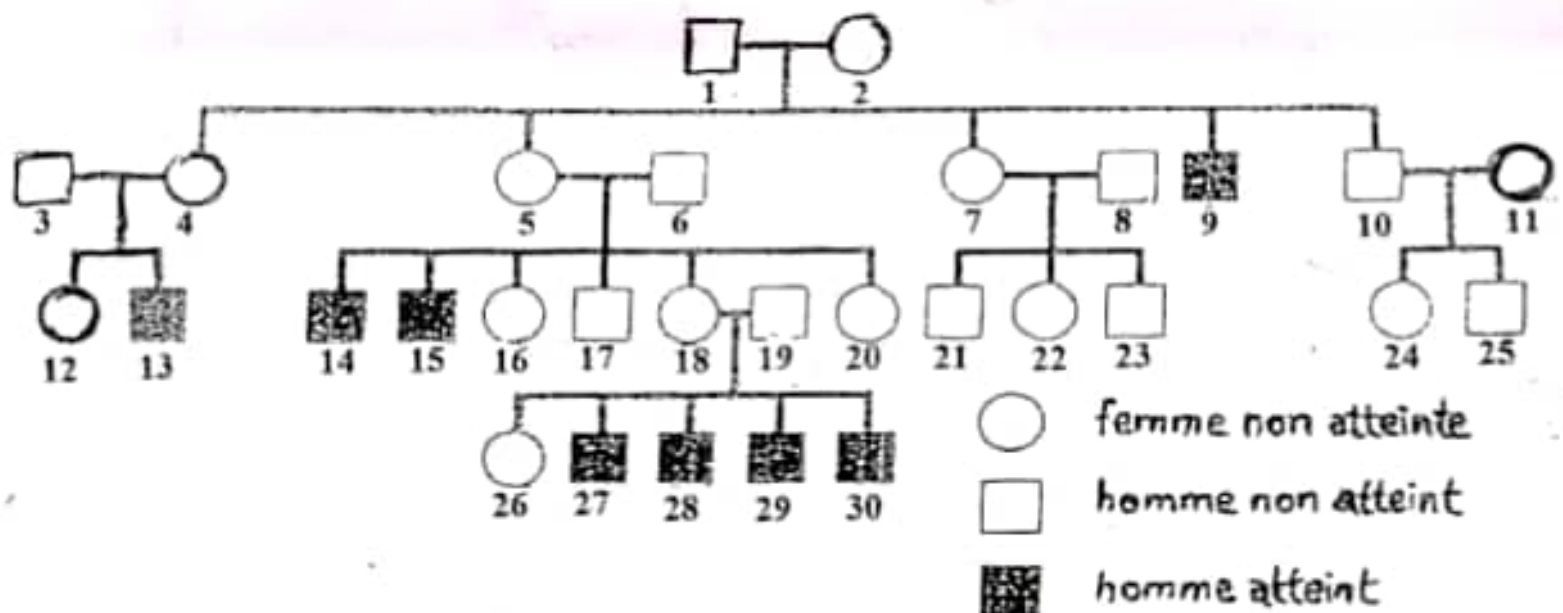 1 2
3 4 5 6 7 8 9 10 11
12 13 14 15 16 17 18 19 20 21 22 23 24 25
femme non atteinte
26 27 28 29 30
homme non atteint
homme atteint